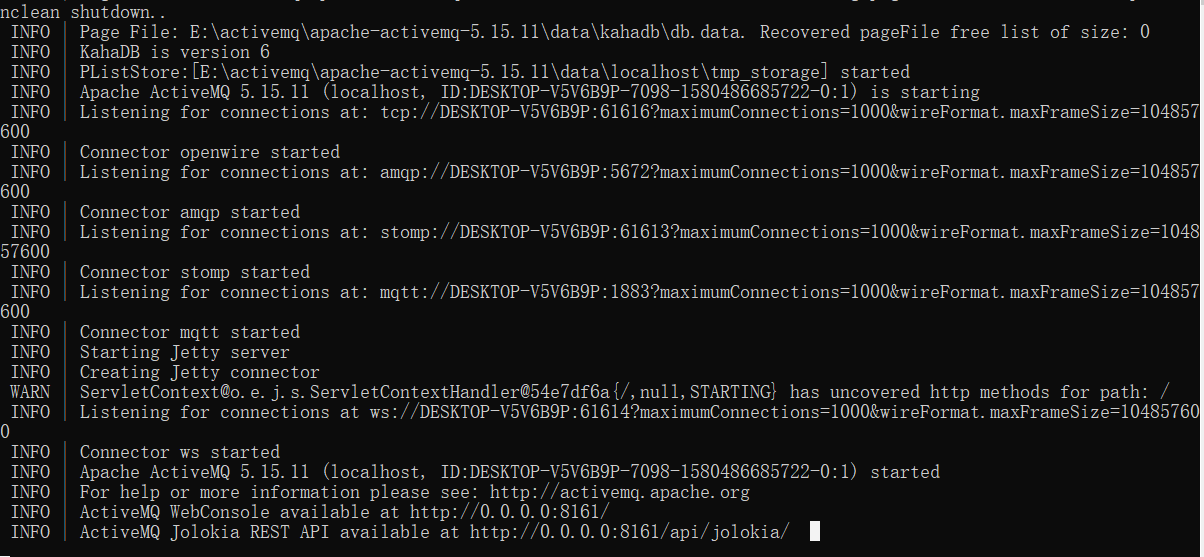 nclean shutdown..
INFO | Page File: E:\activemq\apache-activemq-5.15.11\data\kahadb\db.data. Recovered pageFile free list of size: 0
INFO | KahaDB is version 6
INFO | PListStore:[E:\activemq\apache-activemq-5.15.11\data\localhost\tmp_storage] started
INFO | Apache ActiveMQ 5.15.11 (localhost, ID:DESKTOP-V5V6B9P-7098-1580486685722-0:1) is starting
INFO | Listening for connections at: tcp://DESKTOP-V5V6B9P:61616?maximumConnections=1000&wireFormat.maxFrameSize=104857
600
INFO | Connector openwire started
INFO | Listening for connections at: amqp://DESKTOP-V5V6B9P:5672?maximumConnections=1000&wireFormat.maxFrameSize=104857
600
INFO | Connector amqp started
INFO | Listening for connections at: stomp://DESKTOP-V5V6B9P:61613?maximumConnections=1000&wireFormat.maxFrameSize=1048
57600
INFO | Connector stomp started
INFO | Listening for connections at: mqtt://DESKTOP-V5V6B9P:1883?maximumConnections=1000&wireFormat.maxFrameSize=104857
600
INFO | Connector mqtt started
INFO | Starting Jetty server
INFO | Creating Jetty connector
WARN | ServletContext@o.e.j.s.ServletContextHandler@54e7df6a{/,null,STARTING} has uncovered http methods for path: /
INFO | Listening for connections at ws://DESKTOP-V5V6B9P:61614?maximumConnections=1000&wireFormat.maxFrameSize=10485760
0
INFO | Connector ws started
INFO | Apache ActiveMQ 5.15.11 (localhost, ID:DESKTOP-V5V6B9P-7098-1580486685722-0:1) started
INFO | For help or more information please see: http://activemq.apache.org
INFO | ActiveMQ WebConsole available at http://0.0.0.0:8161/
INFO | ActiveMQ Jolokia REST API available at http://0.0.0.0:8161/api/jolokia/